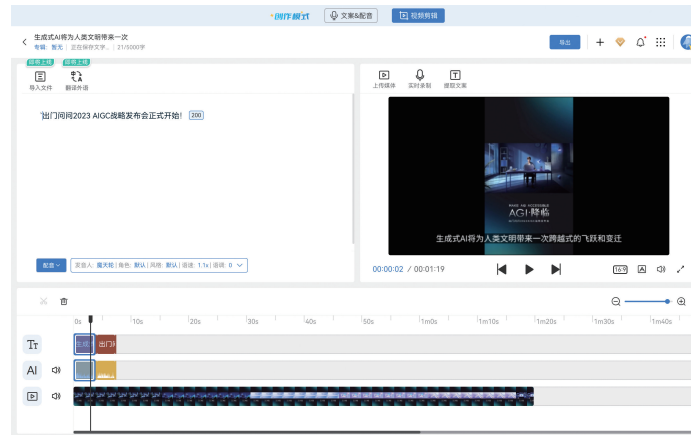 创作模式
文案&配音
视频剪辑
生成式AI将为人类文明带来一次
专辑: 暂无 | 正在保存文字... | 21/5000字
导出
即将上线
即将上线
导入文件
翻译外语
上传媒体
实时录制
提取文案
出门问问2023 AIGC战略发布会正式开始! 200
AGI·降临
生成式AI将为人类文明带来一次跨越式的飞跃和变迁
配音
发音人: 魔天轮 | 角色: 默认 | 风格: 默认 | 语速: 1.1x | 语调: 0
00:00:02 / 00:01:19
16:9
A
0s
10s
20s
30s
40s
50s
1m0s
1m10s
1m20s
1m30s
1m40s
TT
生成
出门
AI